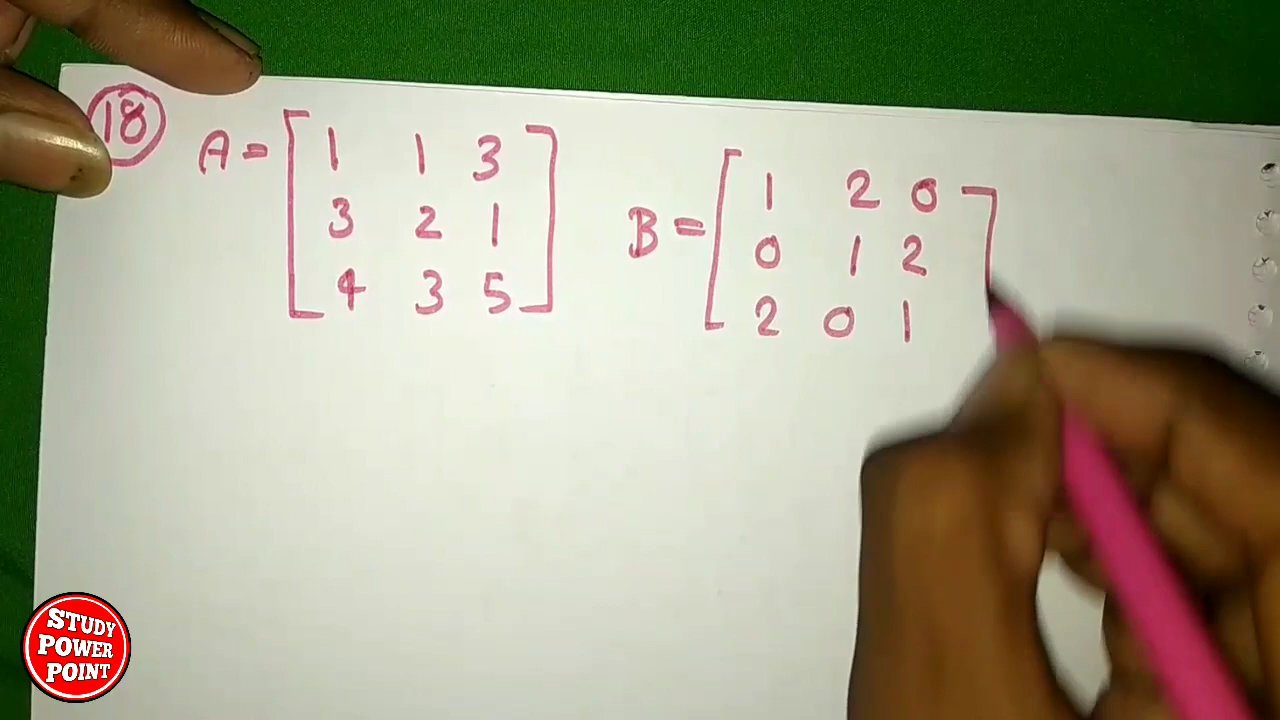 18 A = [ 1 1 3
3 2 1
4 3 5 ]
B = [ 1 2 0
0 1 2
2 0 1 ]
STUDY
POWER
POINT